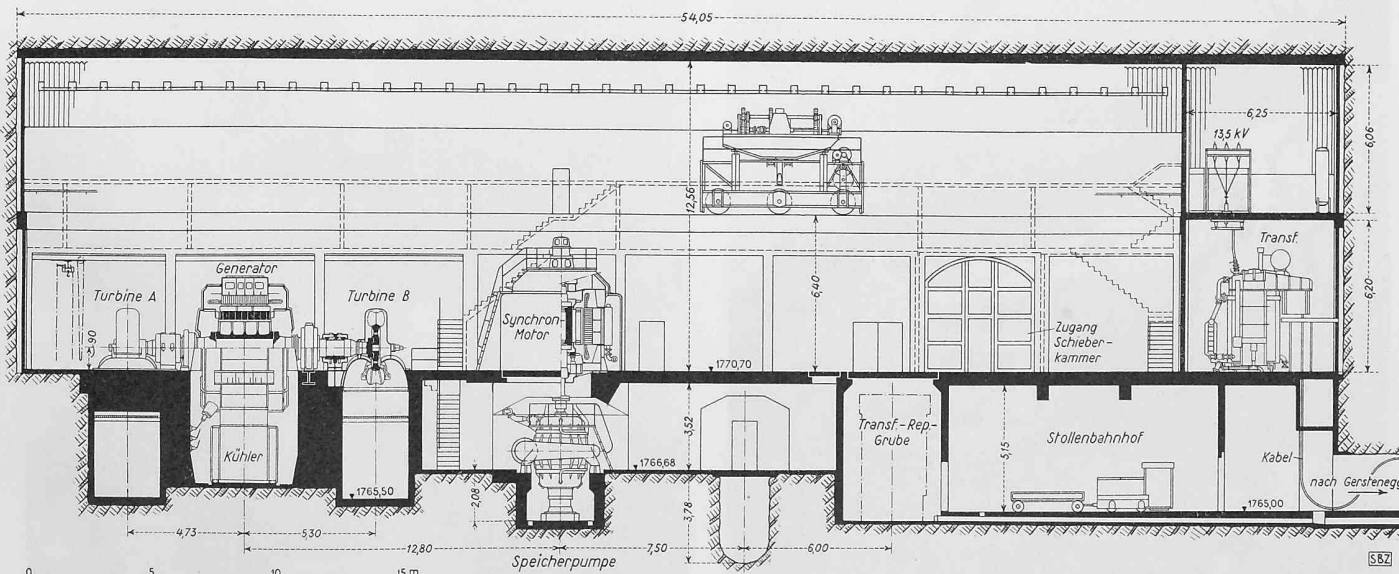 54,05
6,25
13,5 kV
6,06
12,56
Generator
Turbine A
Turbine B
Synchron-
Motor
6,40
Transf.
6,20
1,90
Zugang
Schieber-
kammer
1770,70
Kühler
3,52
Transf.-Rep.-
Grube
Stollenbahnhof
5,15
Kabel
nach Gerstenegg
1766,68
1765,50
2,08
3,78
1765,00
4,73
5,30
12,80
7,50
6,00
Speicherpumpe
0 5 10 15 m
SBZ